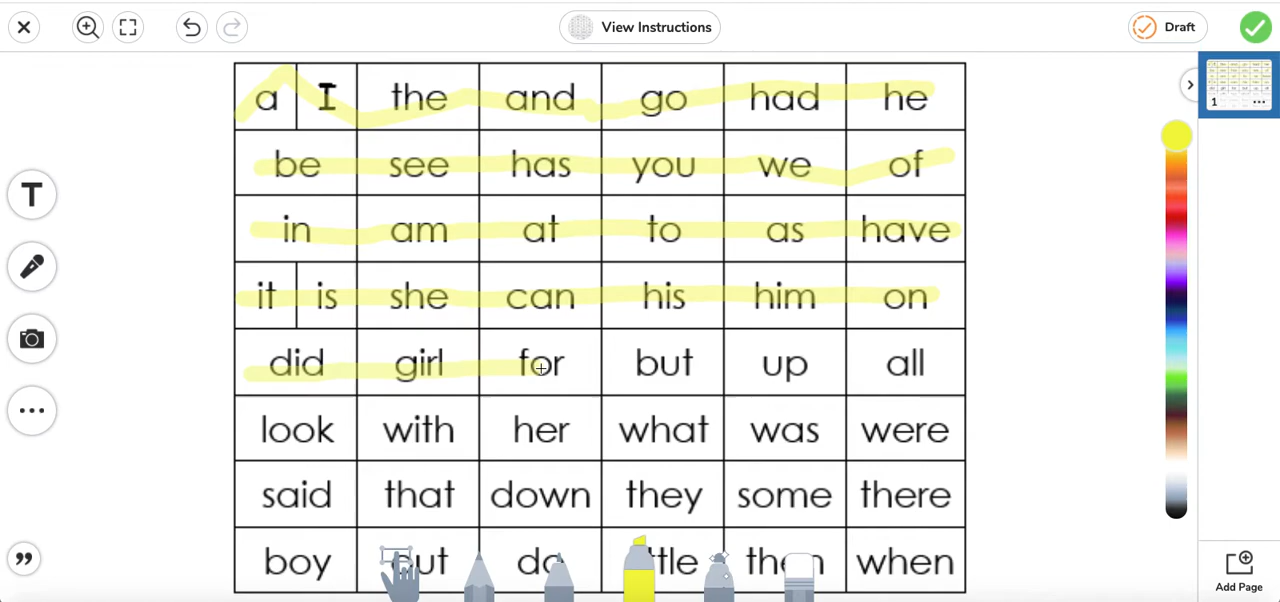 View Instructions
Draft
a I the and go had he
be see has you we of
in am at to as have
it is she can his him on
did girl for but up all
look with her what was were
said that down they some there
boy when
T
1
Add Page